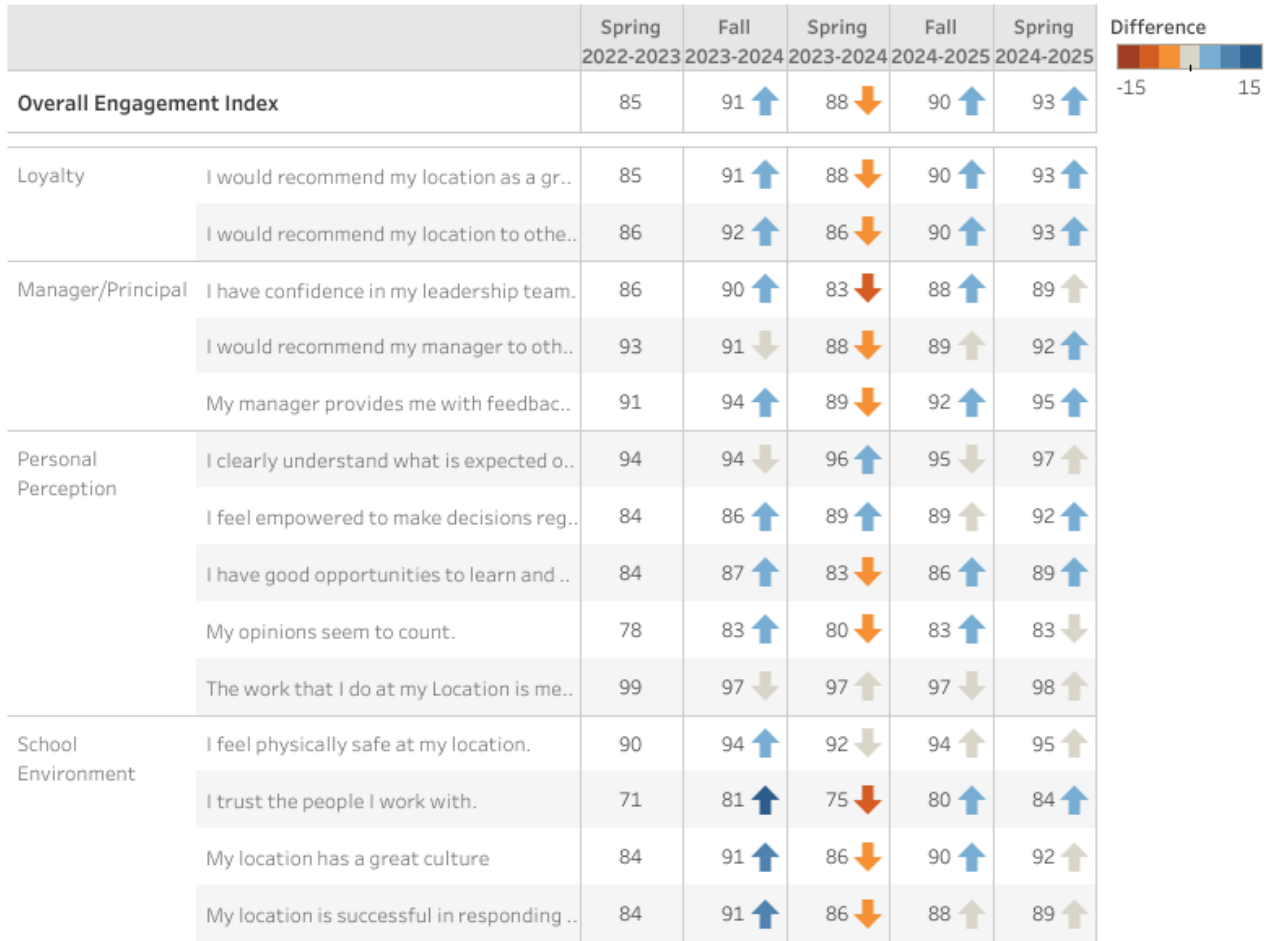 Spring Fall Spring Fall Spring Difference
2022-2023 2023-2024 2023-2024 2024-2025 2024-2025
-15 15
Overall Engagement Index 85 91 88 90 93
Loyalty I would recommend my location as a gr.. 85 91 88 90 93
I would recommend my location to othe.. 86 92 86 90 93
Manager/Principal I have confidence in my leadership team. 86 90 83 88 89
I would recommend my manager to oth.. 93 91 88 89 92
My manager provides me with feedbac.. 91 94 89 92 95
Personal I clearly understand what is expected o.. 94 94 96 95 97
Perception
I feel empowered to make decisions reg.. 84 86 89 89 92
I have good opportunities to learn and .. 84 87 83 86 89
My opinions seem to count. 78 83 80 83 83
The work that I do at my Location is me.. 99 97 97 97 98
School I feel physically safe at my location. 90 94 92 94 95
Environment
I trust the people I work with. 71 81 75 80 84
My location has a great culture 84 91 86 90 92
My location is successful in responding .. 84 91 86 88 89